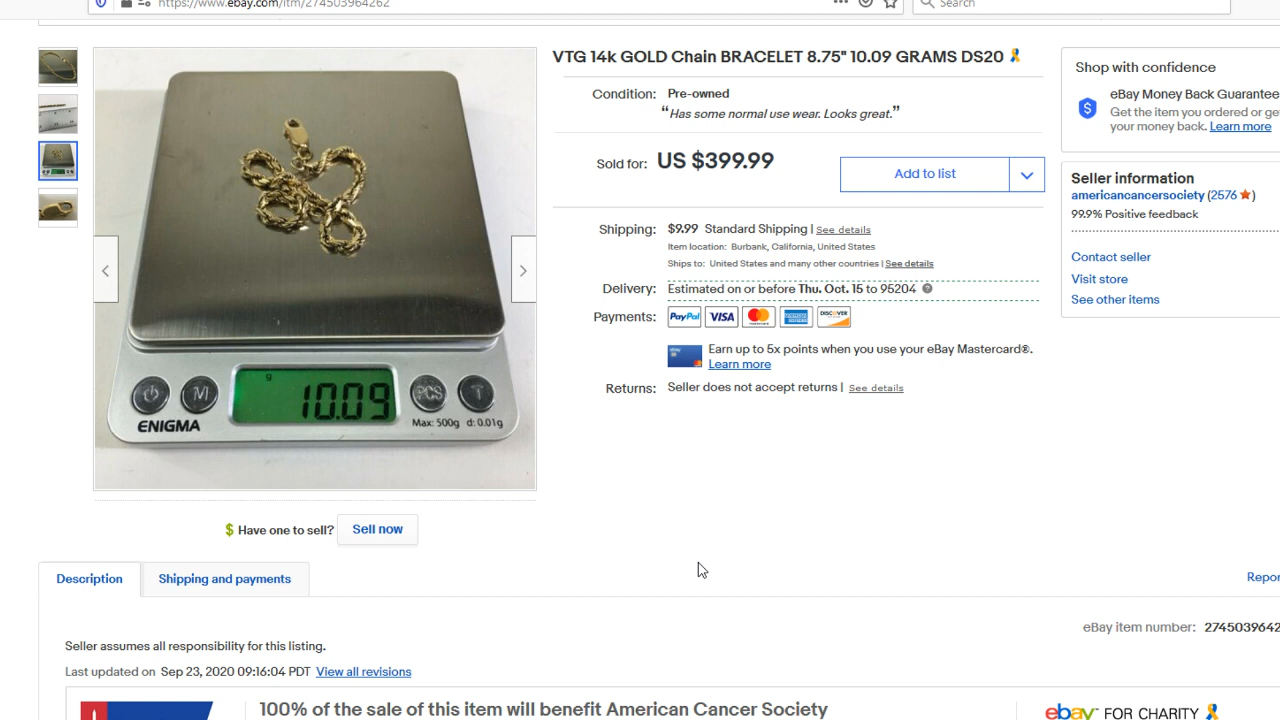 https://www.ebay.com/itm/274503964262
Search
VTG 14k GOLD Chain BRACELET 8.75" 10.09 GRAMS DS20
Condition: Pre-owned
“Has some normal use wear. Looks great.”
Sold for: US $399.99
Add to list
Shipping: $9.99 Standard Shipping | See details
Item location: Burbank, California, United States
Ships to: United States and many other countries | See details
Delivery: Estimated on or before Thu. Oct. 15 to 95204
Payments: PayPal VISA mastercard DISCOVER
Earn up to 5x points when you use your eBay Mastercard®.
Learn more
Returns: Seller does not accept returns | See details
Shop with confidence
eBay Money Back Guarantee
Get the item you ordered or ge
your money back. Learn more
Seller information
americancancersociety (2576 ★)
99.9% Positive feedback
Contact seller
Visit store
See other items
g
10.09
M
PCS
T
ENIGMA
Max: 500g d: 0.01g
$ Have one to sell? Sell now
Description
Shipping and payments
Repor
eBay item number: 2745039642
Seller assumes all responsibility for this listing.
Last updated on Sep 23, 2020 09:16:04 PDT View all revisions
100% of the sale of this item will benefit American Cancer Society
ebay FOR CHARITY